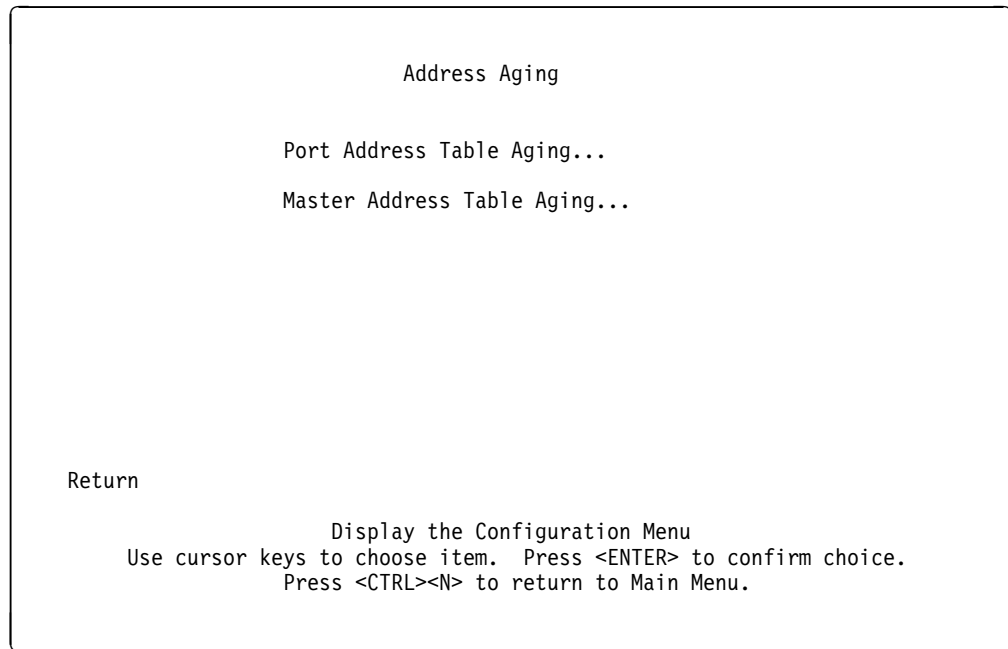 Address Aging
Port Address Table Aging...
Master Address Table Aging...
Return
Display the Configuration Menu
Use cursor keys to choose item.  Press <ENTER> to confirm choice.
Press <CTRL><N> to return to Main Menu.